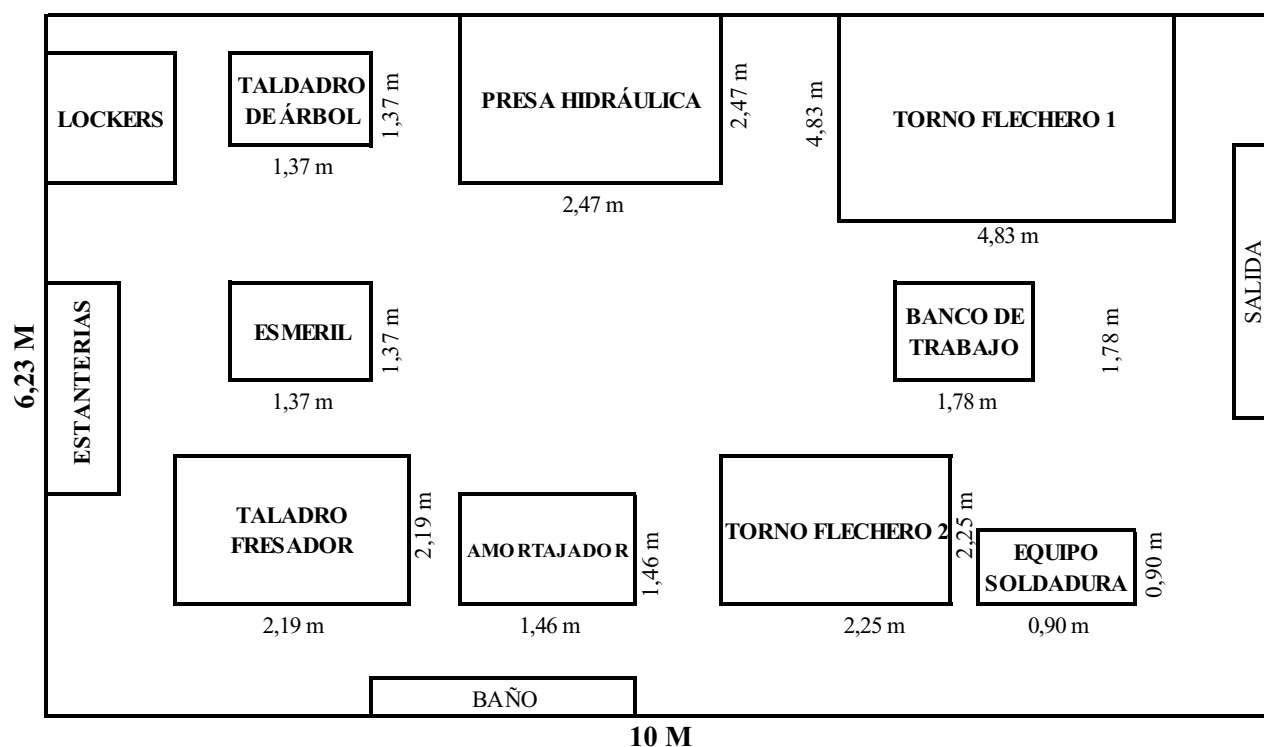 LOCKERS
TALDADRO
DE ÁRBOL
1,37 m
1,37 m
PRESA HIDRÁULICA
2,47 m
2,47 m
4,83 m
TORNO FLECHERO 1
4,83 m
SALIDA
6,23 M
ESTANTERIAS
ESMERIL
1,37 m
1,37 m
BANCO DE
TRABAJO
1,78 m
1,78 m
TALADRO
FRESADOR
2,19 m
2,19 m
AMORTAJADOR
1,46 m
1,46 m
TORNO FLECHERO 2
2,25 m
2,25 m
EQUIPO
SOLDADURA
0,90 m
0,90 m
BAÑO
10 M